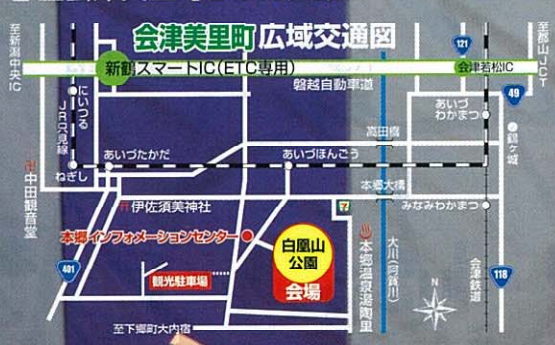 会津美里町 広域交通図
至新潟中央IC
新鶴スマートIC(ETC専用)
磐越自動車道
121
会津若松IC
至郡山JCT
49
にいつる
JR只見線
ねぎし
あいづたかだ
あいづほんごう
高田橋
あいづわかまつ
鶴ヶ城
卍中田観音堂
伊佐須美神社
本郷大橋
みなみわかまつ
本郷インフォメーションセンター
白凰山
公園
会場
7
本郷温泉湯陶里
大川(阿賀川)
会津鉄道
401
観光駐車場
118
N
至下郷町大内宿